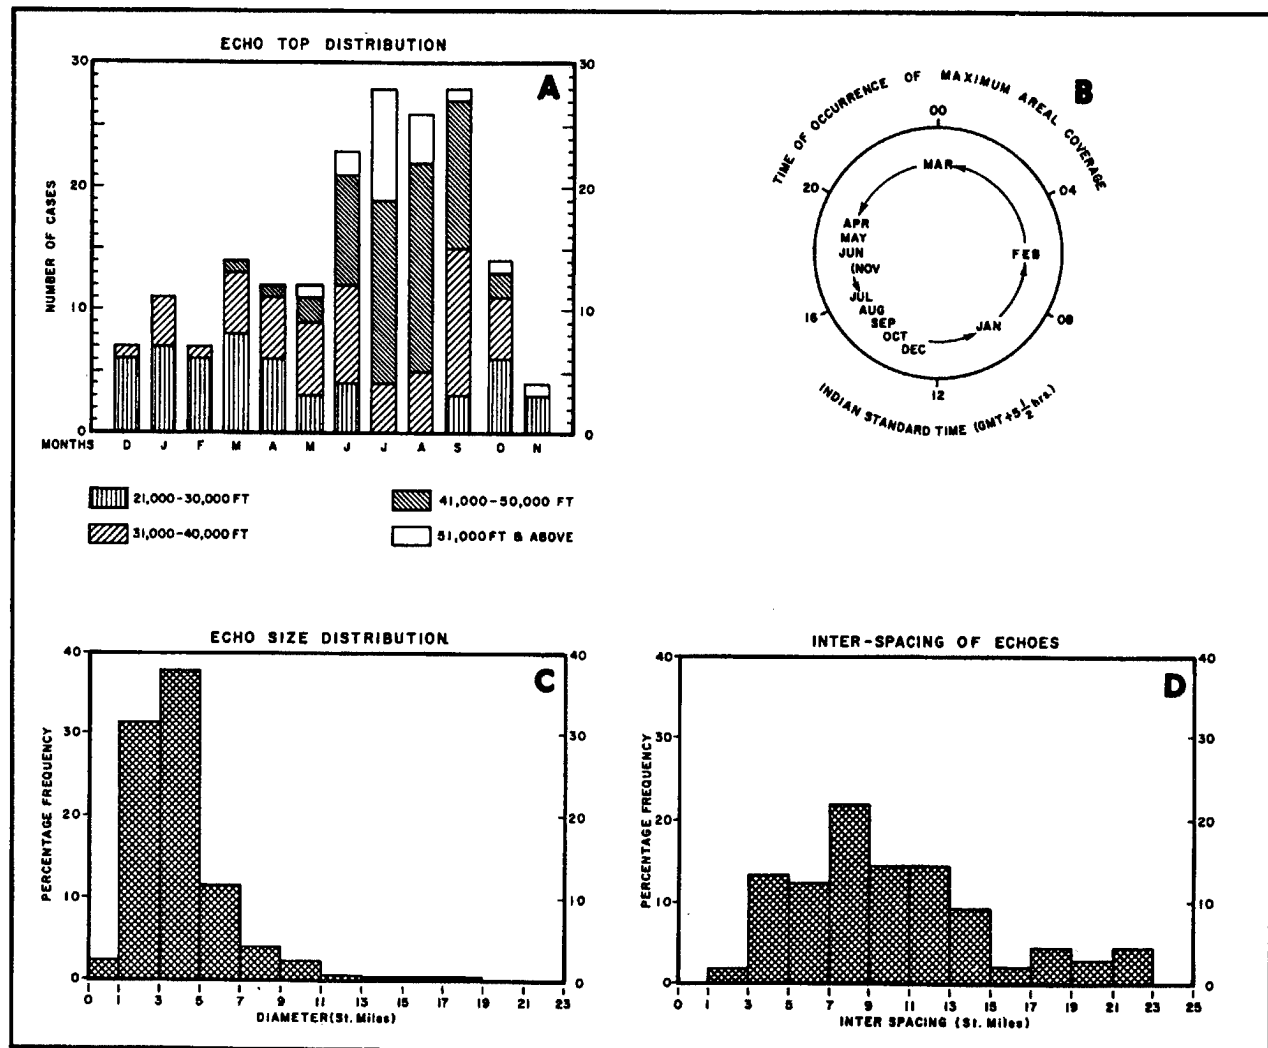 ECHO TOP DISTRIBUTION
A
NUMBER OF CASES
30
20
10
0
30
20
10
0
MONTHS D J F M A M J J A S O N
21,000-30,000 FT
31,000-40,000 FT
41,000-50,000 FT
51,000 FT & ABOVE
B
TIME OF OCCURRENCE OF MAXIMUM AREAL COVERAGE
00
04
08
12
16
20
MAR
APR
MAY
JUN
(NOV
JUL
AUG
SEP
OCT
DEC
JAN
FEB
INDIAN STANDARD TIME (GMT+5½hrs.)
ECHO SIZE DISTRIBUTION
C
PERCENTAGE FREQUENCY
40
30
20
10
0
40
30
20
10
0
0 1 3 5 7 9 11 13 15 17 19 21 23
DIAMETER (St. Miles)
INTER-SPACING OF ECHOES
D
PERCENTAGE FREQUENCY
40
30
20
10
0
40
30
20
10
0
0 1 3 5 7 9 11 13 15 17 19 21 23 25
INTER SPACING (St. Miles)